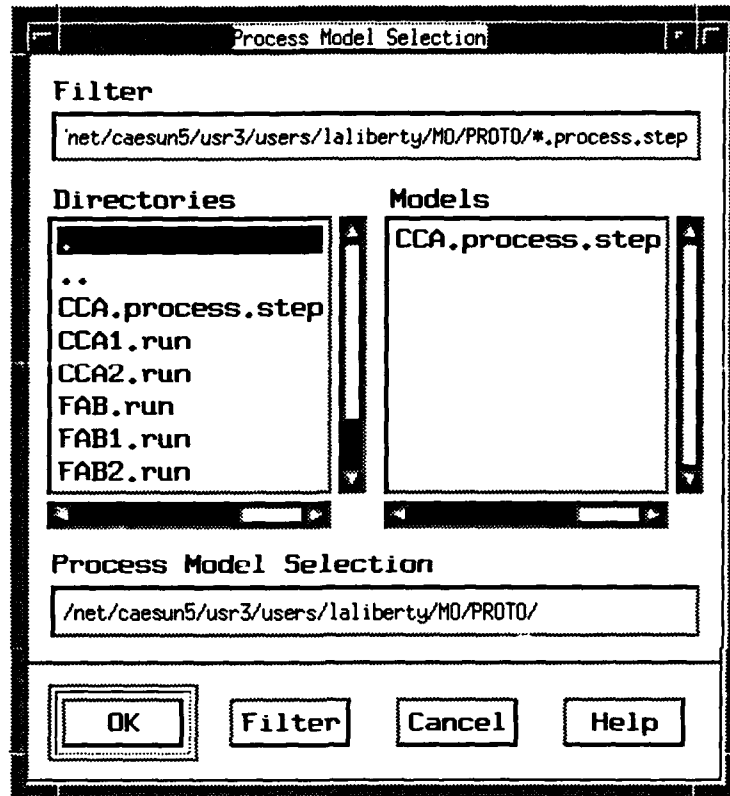 Process Model Selection
Filter
/net/caesun5/usr3/users/laliberty/MO/PROTO/*.process.step
Directories
.
..
CCA.process.step
CCA1.run
CCA2.run
FAB.run
FAB1.run
FAB2.run
Models
CCA.process.step
Process Model Selection
/net/caesun5/usr3/users/laliberty/MO/PROTO/
OK
Filter
Cancel
Help